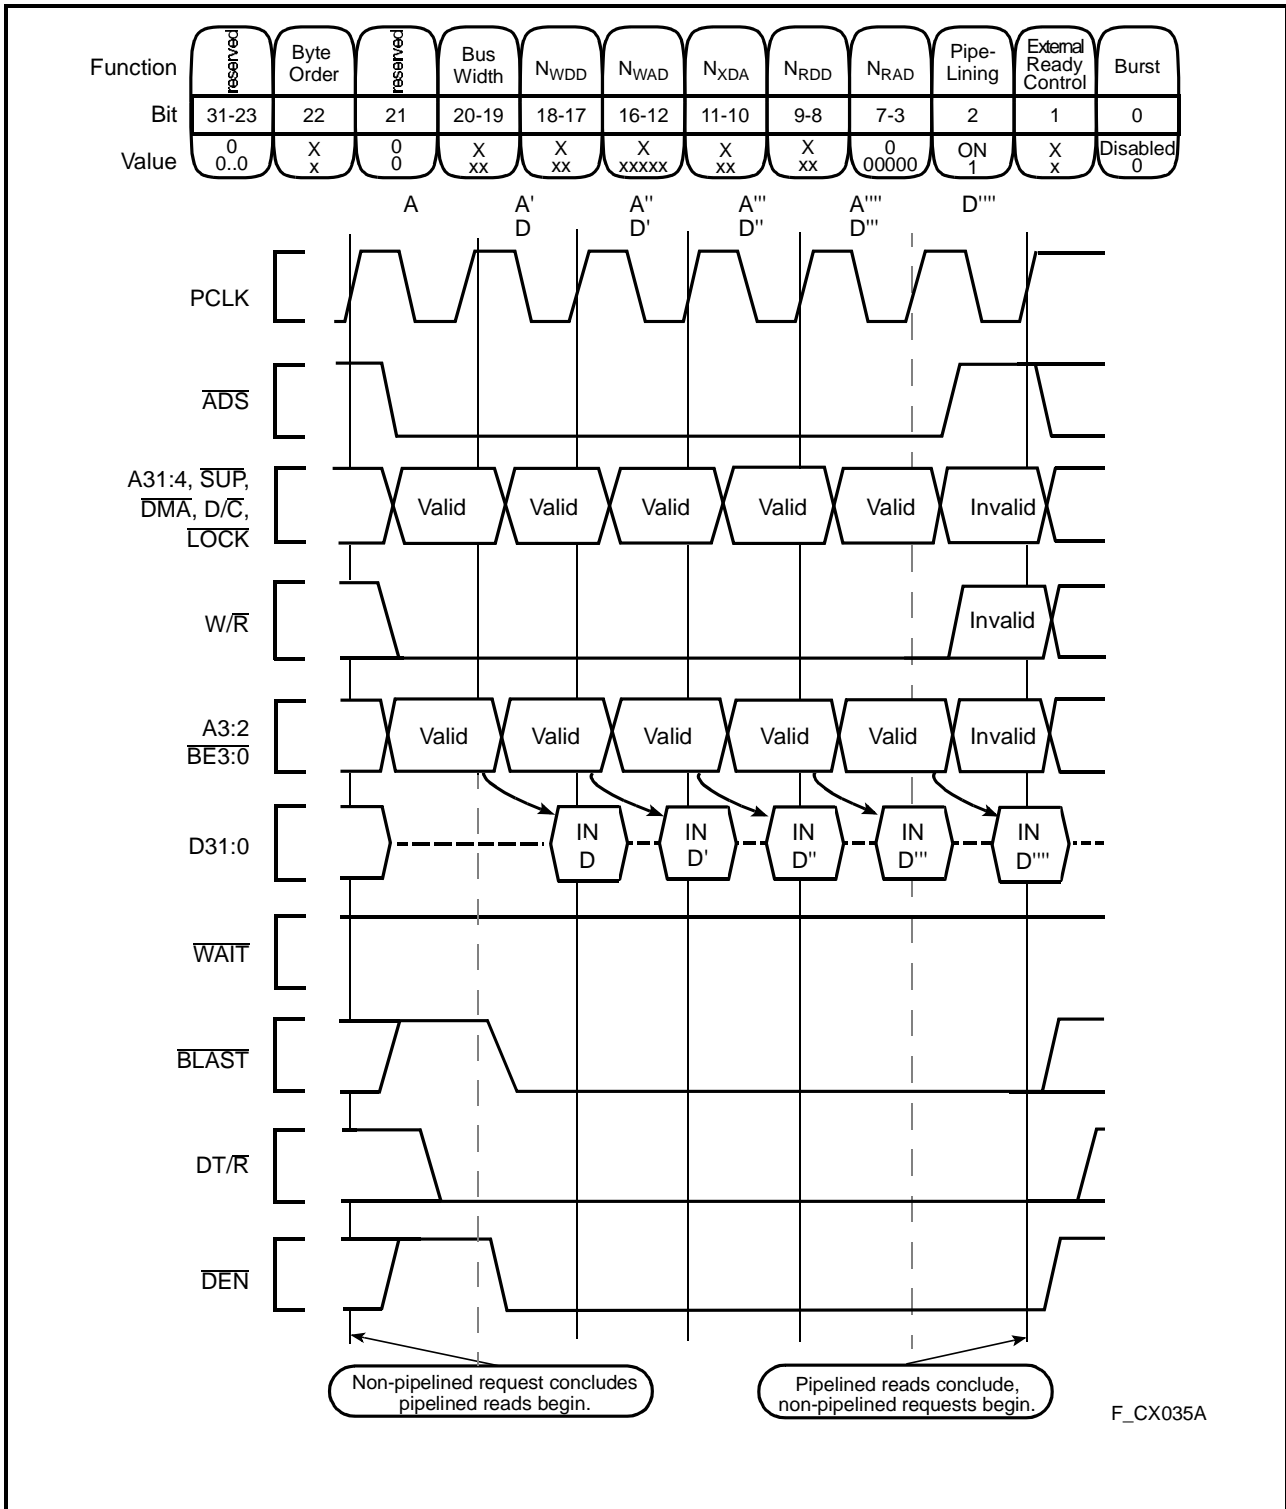 Function
reserved
Byte
Order
reserved
Bus
Width
NWDD
NWAD
NXDA
NRDD
NRAD
Pipe-
Lining
External
Ready
Control
Burst
Bit 31-23 22 21 20-19 18-17 16-12 11-10 9-8 7-3 2 1 0
Value
0 X 0 X X X X X 0 ON X Disabled
0..0 x 0 xx xx xxxxx xx xx 00000 1 x 0
A A' A'' A''' A'''' D''''
D D' D'' D'''
PCLK
ADS
A31:4, SUP,
DMA, D/C,
LOCK
Valid Valid Valid Valid Valid Invalid
W/R
Invalid
A3:2
BE3:0
Valid Valid Valid Valid Valid Invalid
D31:0
IN IN IN IN IN
D D' D'' D''' D''''
WAIT
BLAST
DT/R
DEN
Non-pipelined request concludes
pipelined reads begin.
Pipelined reads conclude,
non-pipelined requests begin.
F_CX035A